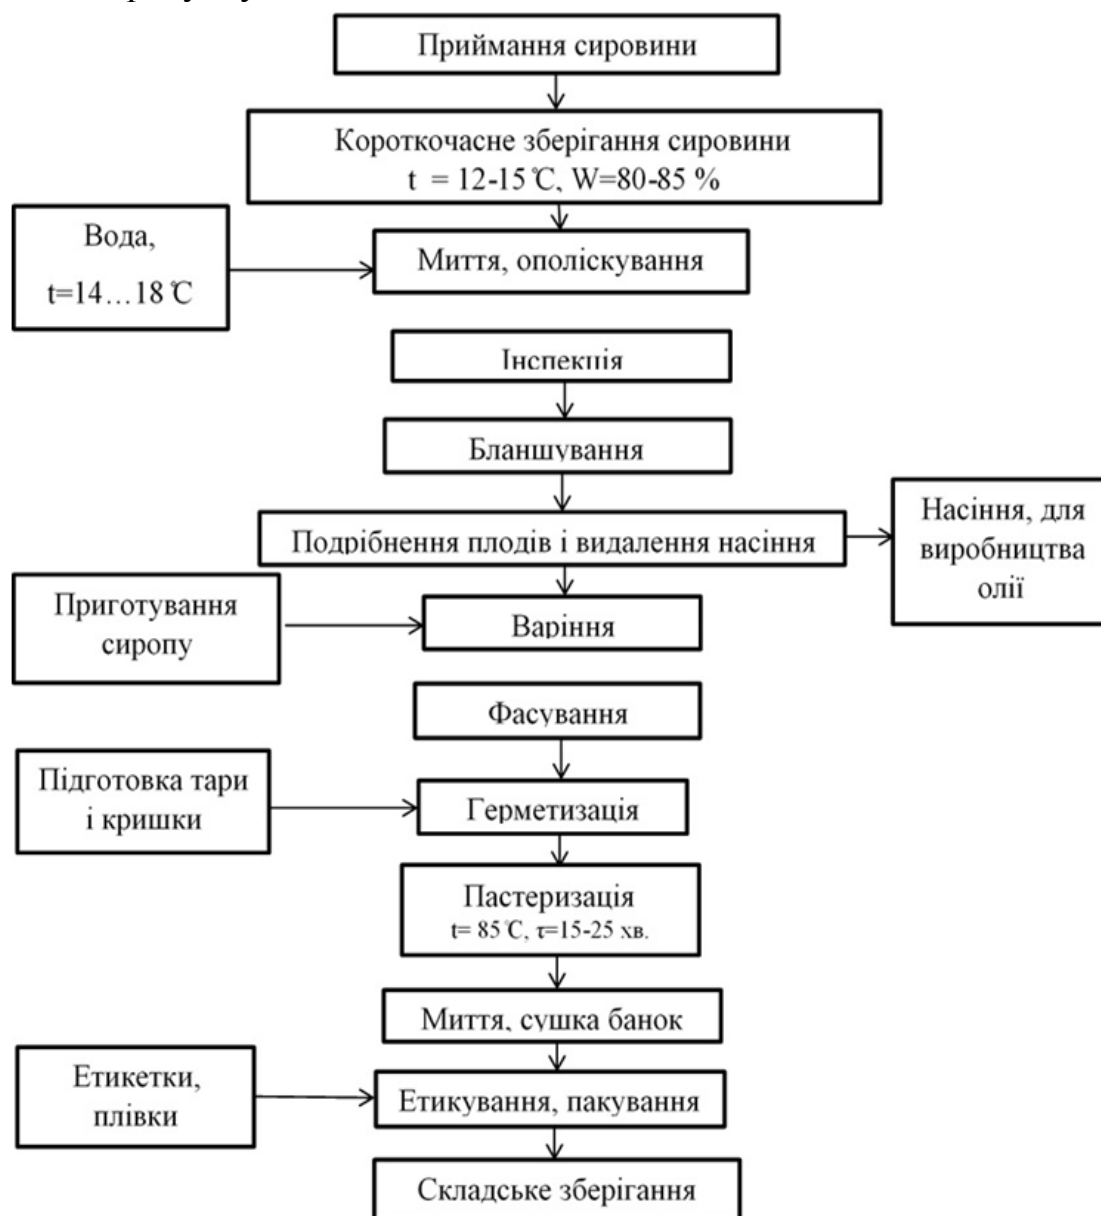 Приймання сировини
Короткочасне зберігання сировини
t = 12-15 ℃, W=80-85 %
Вода,
t=14…18 ℃
Миття, ополіскування
Інспекція
Бланшування
Подрібнення плодів і видалення насіння
Насіння, для
виробництва
олії
Приготування
сиропу
Варіння
Фасування
Підготовка тари
і кришки
Герметизація
Пастеризація
t= 85 ℃, τ=15-25 хв.
Миття, сушка банок
Етикетки,
плівки
Етикування, пакування
Складське зберігання